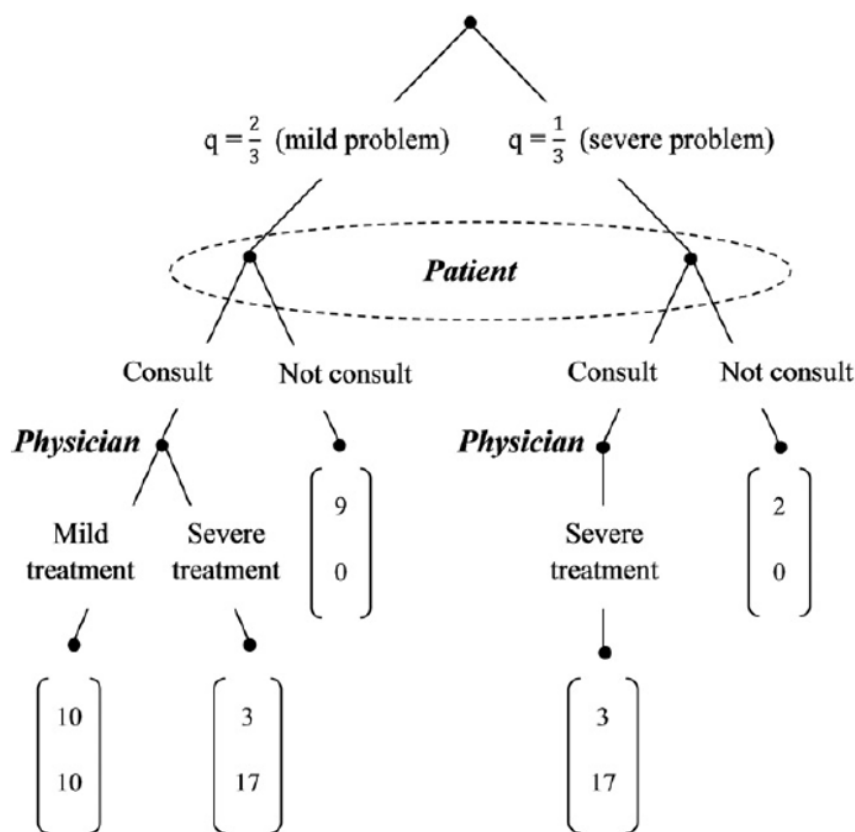 q = 2/3 (mild problem)
q = 1/3 (severe problem)
Patient
Consult
Not consult
Consult
Not consult
Physician
Physician
9
0
2
0
Mild
treatment
Severe
treatment
Severe
treatment
10
10
3
17
3
17